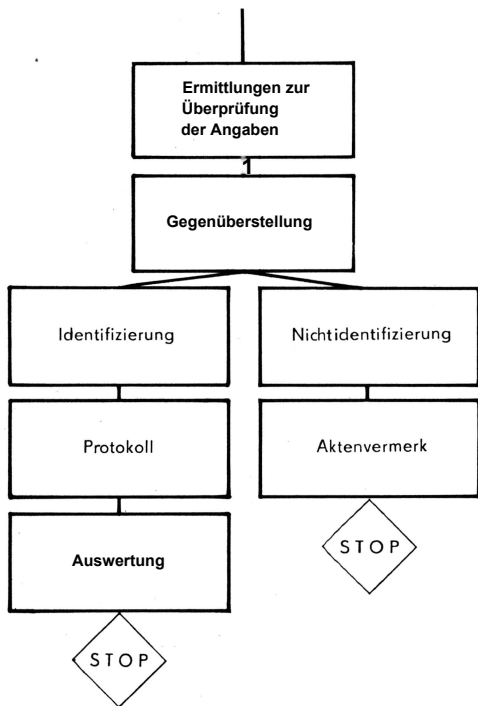 Ermittlungen zur
Überprüfung
der Angaben
1
Gegenüberstellung
Identifizierung
Nichtidentifizierung
Protokoll
Aktenvermerk
Auswertung
STOP
STOP